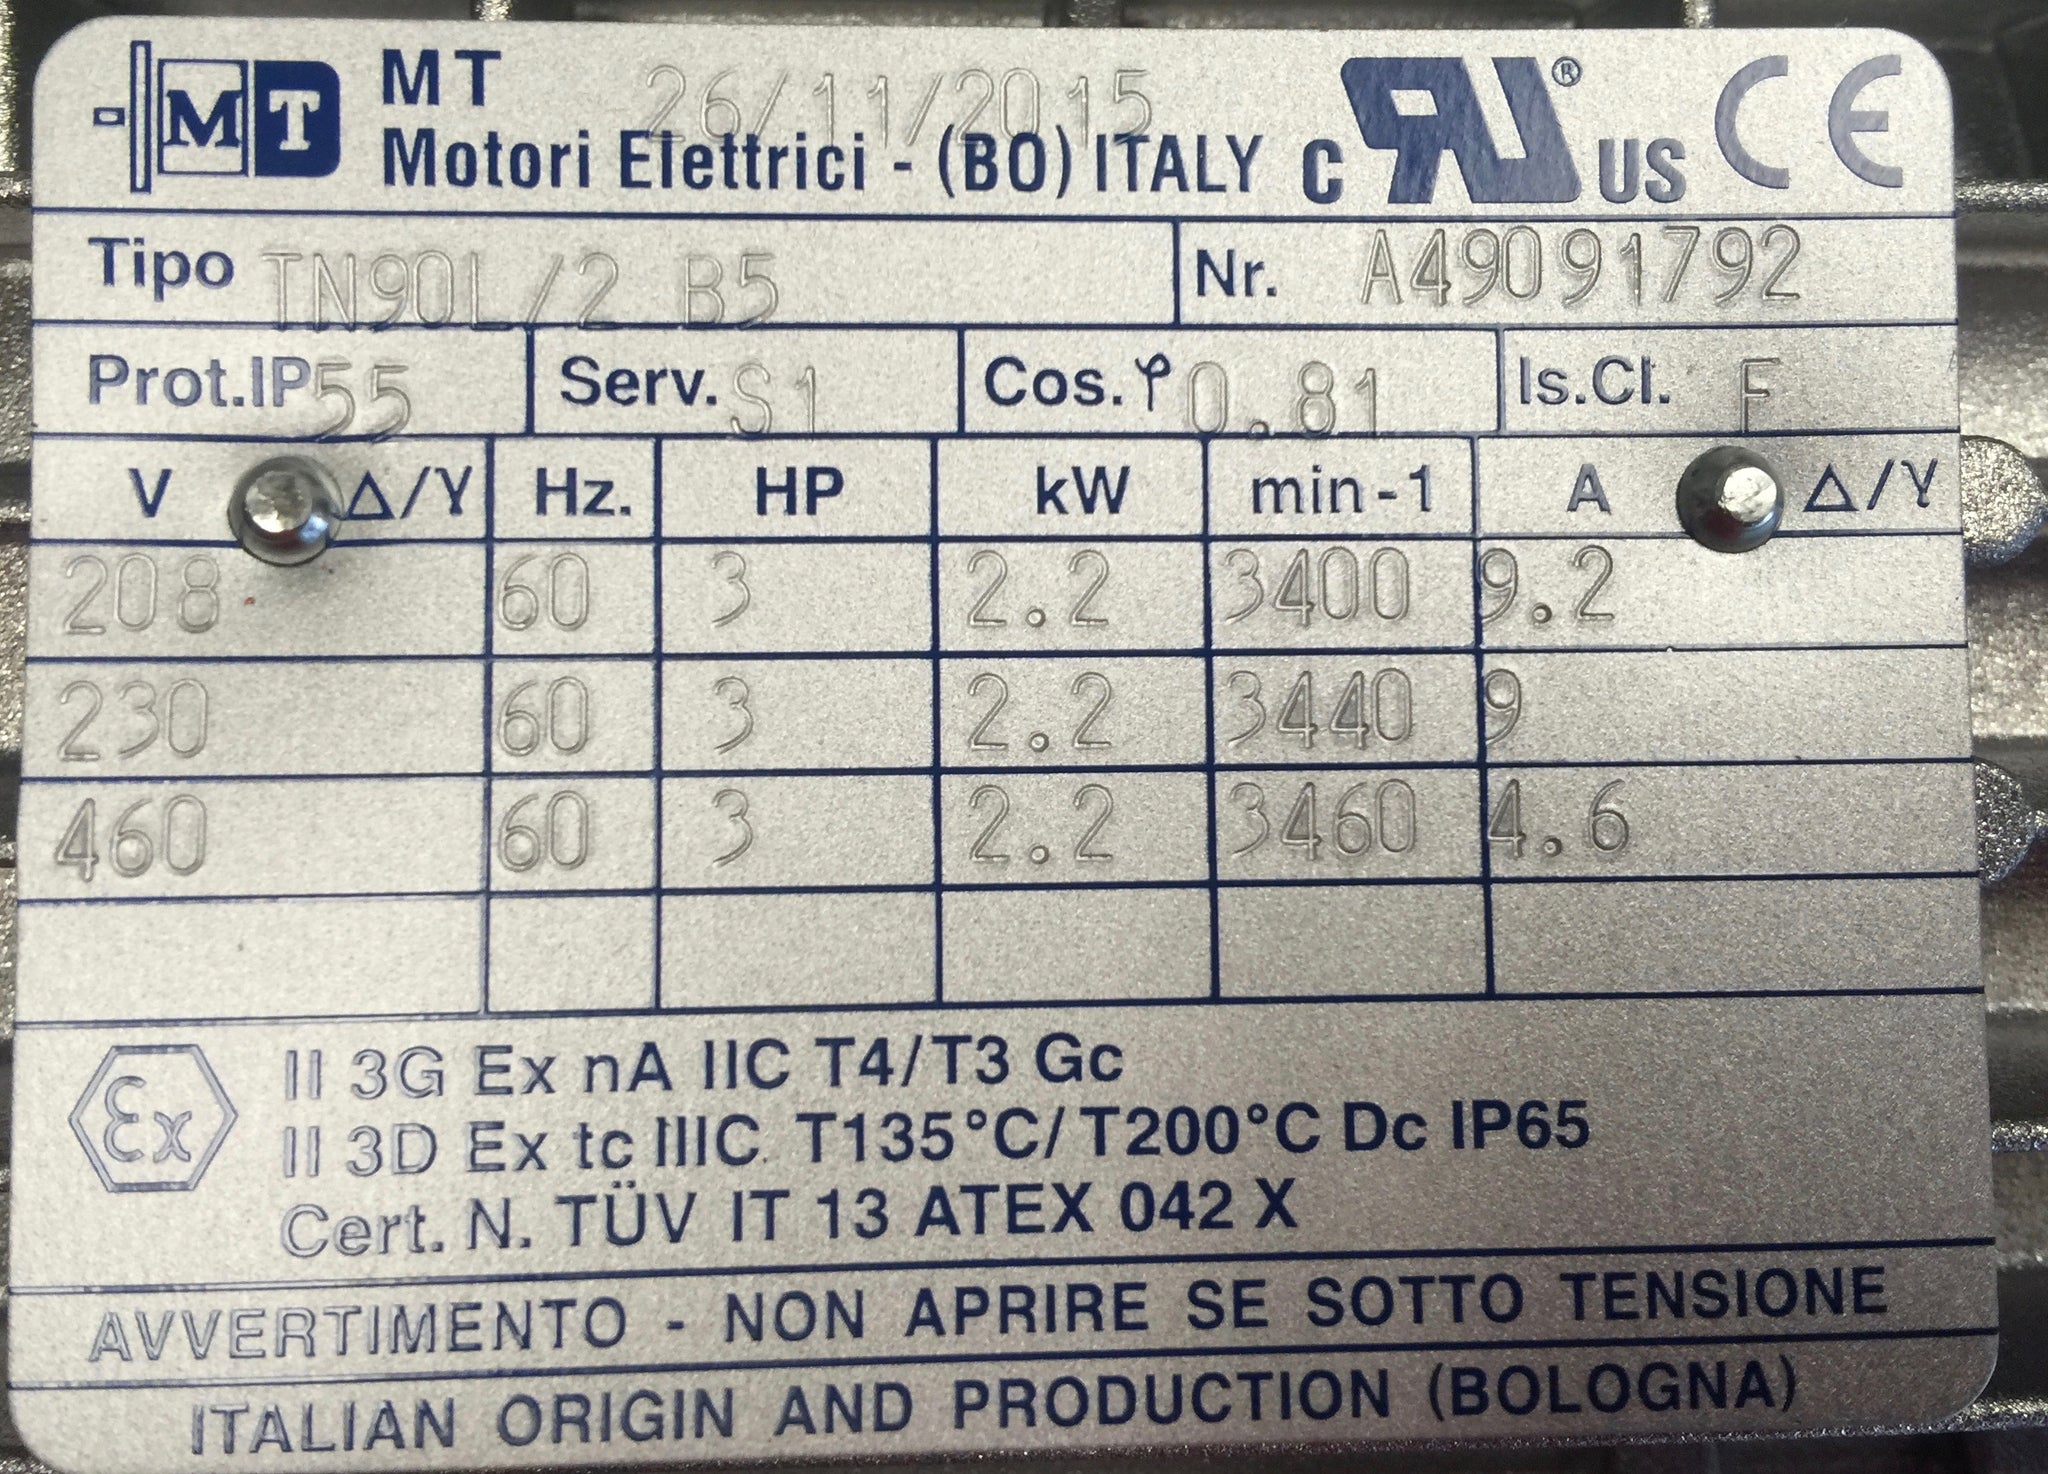 MT
MT 26/11/2015
Motori Elettrici - (BO) ITALY c RU ® US CE
Tipo TN90L/2 B5 Nr. A49091792
Prot.IP55 Serv. S1 Cos.φ 0.81 Is.Cl. F
V Δ/Y Hz. HP kW min-1 A Δ/Y
208 60 3 2.2 3400 9.2
230 60 3 2.2 3440 9
460 60 3 2.2 3460 4.6
Ex II 3G Ex nA IIC T4/T3 Gc
II 3D Ex tc IIIC T135°C/T200°C Dc IP65
Cert. N. TÜV IT 13 ATEX 042 X
AVVERTIMENTO - NON APRIRE SE SOTTO TENSIONE
ITALIAN ORIGIN AND PRODUCTION (BOLOGNA)